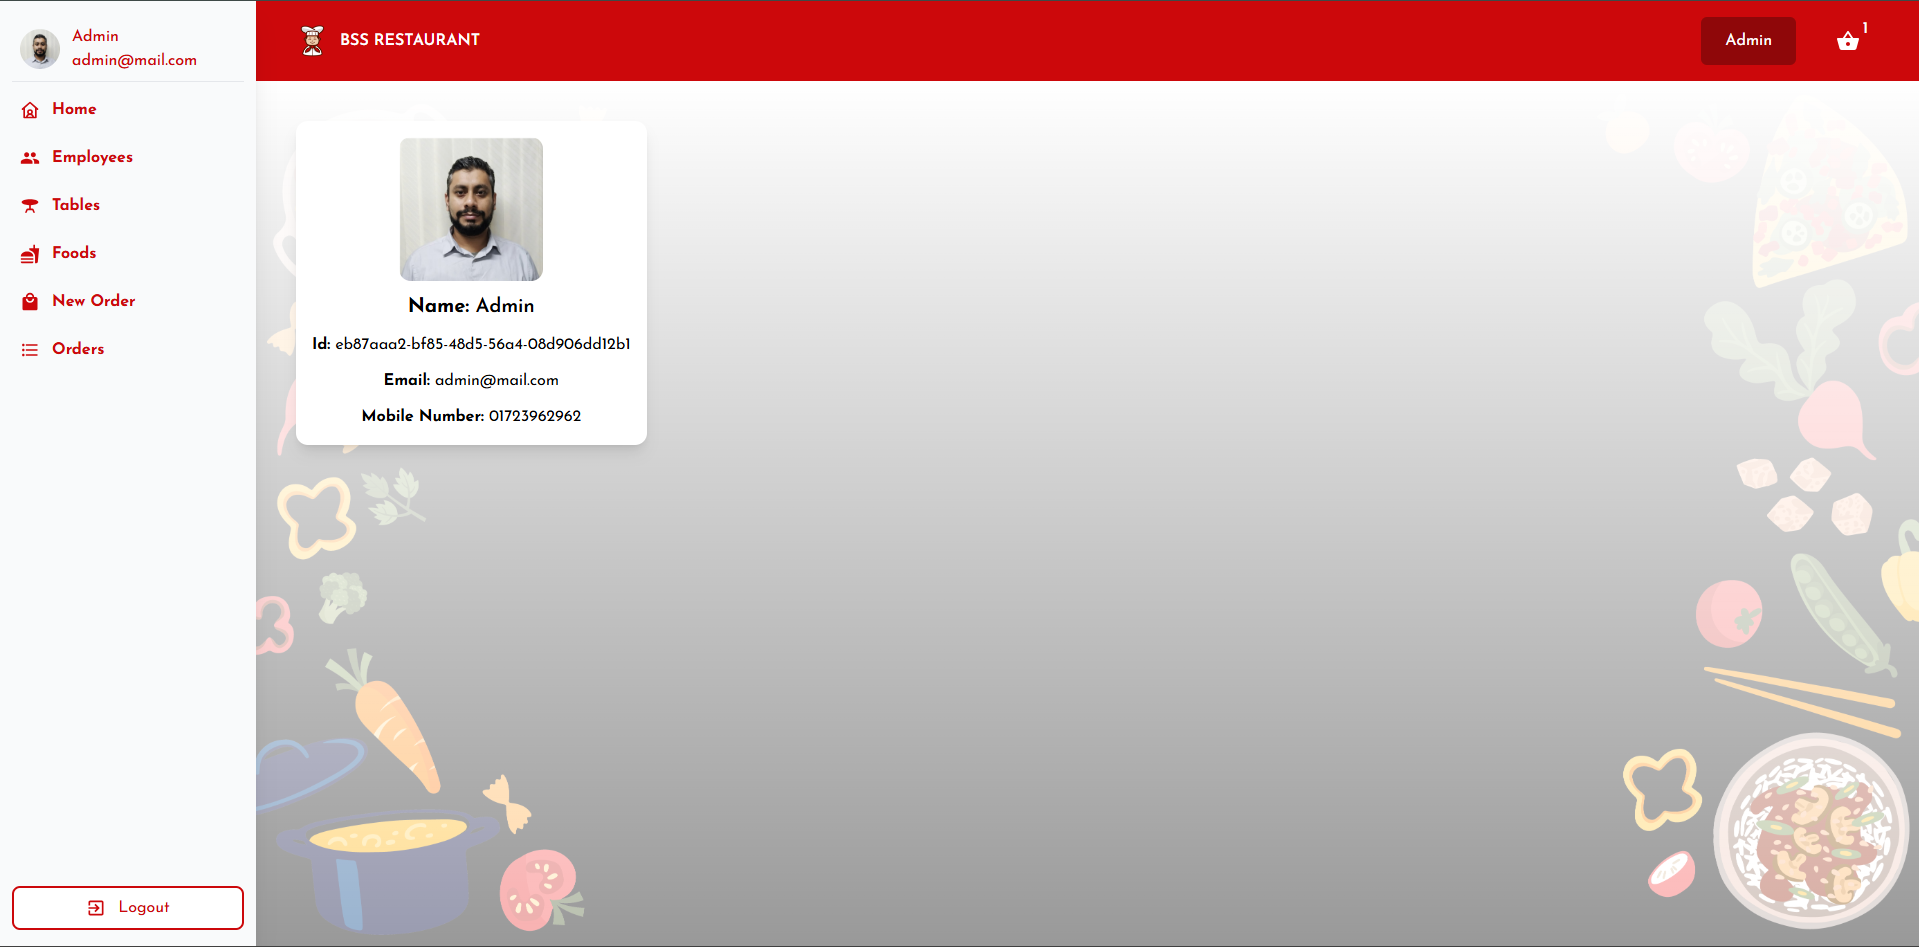 Admin
admin@mail.com
Home
Employees
Tables
Foods
New Order
Orders
Logout
BSS RESTAURANT
Admin
1
Name: Admin
Id: eb87aaa2-bf85-48d5-56a4-08d906dd12b1
Email: admin@mail.com
Mobile Number: 01723962962